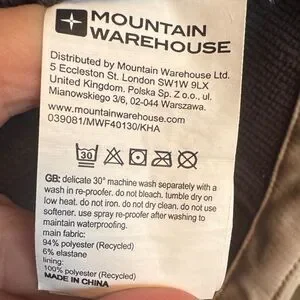 MOUNTAIN
WAREHOUSE
Distributed by Mountain Warehouse Ltd.
5 Eccleston St. London SW1W 9LX
United Kingdom. Polska Sp. Z o.o., ul.
Mianowskiego 3/6, 02-044 Warszawa.
www.mountainwarehouse.com
039081/MWF40130/KHA
30
GB: delicate 30° machine wash separately with a
wash in re-proofer. do not bleach. tumble dry on
low heat. do not iron. do not dry clean. do not use
softener. use spray re-proofer after washing to
maintain waterproofing.
main fabric:
94% polyester (Recycled)
6% elastane
lining:
100% polyester (Recycled)
MADE IN CHINA